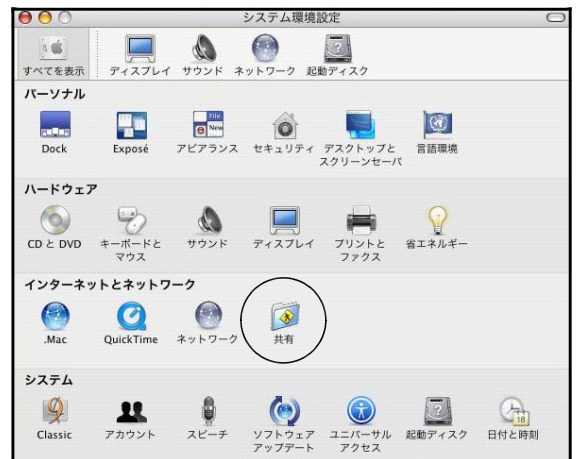 システム環境設定
すべてを表示 ディスプレイ サウンド ネットワーク 起動ディスク
パーソナル
File
New
Dock Exposé アピアランス セキュリティ デスクトップと 言語環境
スクリーンセーバ
ハードウェア
CD と DVD キーボードと サウンド ディスプレイ プリントと 省エネルギー
マウス ファクス
インターネットとネットワーク
.Mac QuickTime ネットワーク 共有
システム
18
Classic アカウント スピーチ ソフトウェア ユニバーサル 起動ディスク 日付と時刻
アップデート アクセス